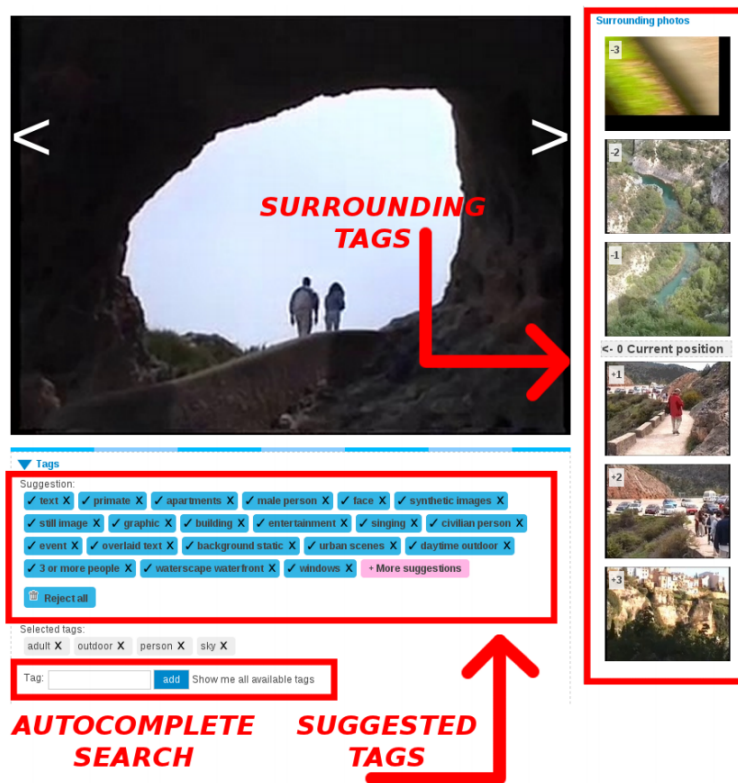 Surrounding photos
-3
-2
-1
<- 0 Current position
+1
+2
+3
< >
SURROUNDING
TAGS
Tags
Suggestion:
✓ text X ✓ primate X ✓ apartments X ✓ male person X ✓ face X ✓ synthetic images X
✓ still image X ✓ graphic X ✓ building X ✓ entertainment X ✓ singing X ✓ civilian person X
✓ event X ✓ overlaid text X ✓ background static X ✓ urban scenes X ✓ daytime outdoor X
✓ 3 or more people X ✓ waterscape waterfront X ✓ windows X + More suggestions
Reject all
Selected tags:
adult X outdoor X person X sky X
Tag: add Show me all available tags
AUTOCOMPLETE
SEARCH
SUGGESTED
TAGS